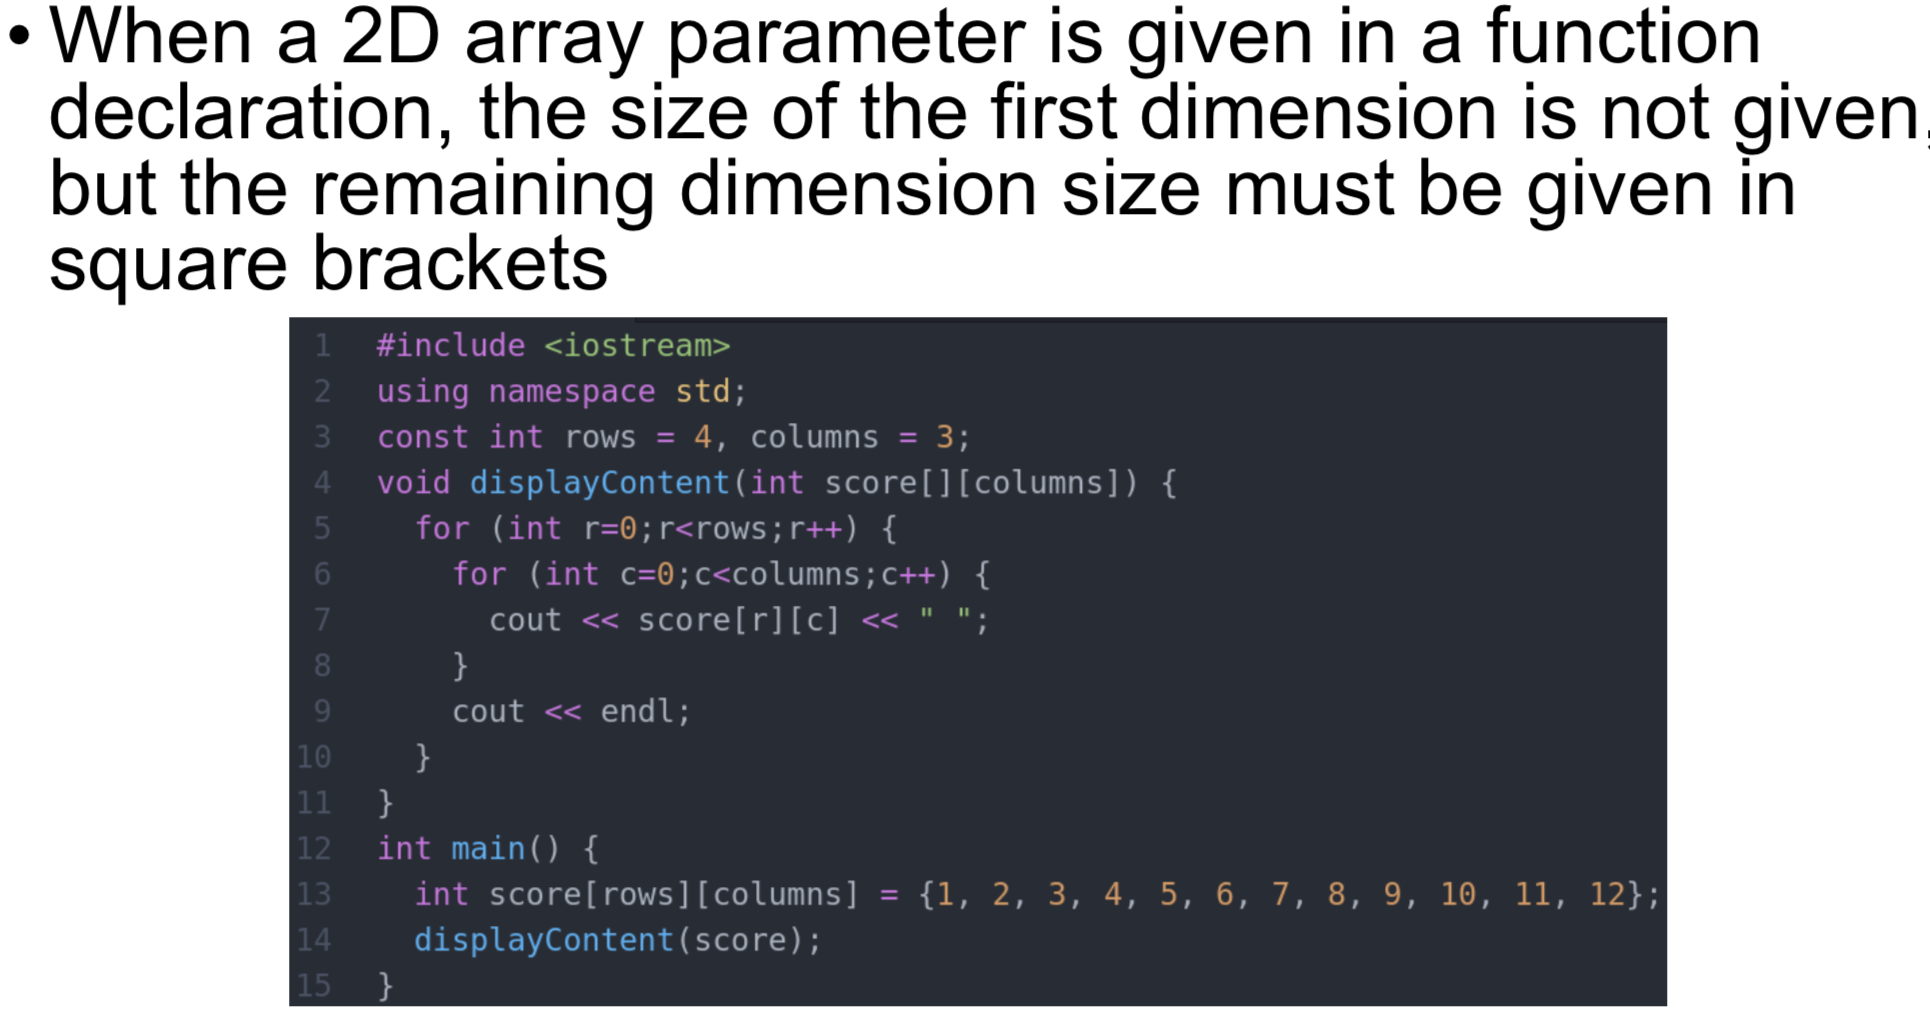 • When a 2D array parameter is given in a function
declaration, the size of the first dimension is not given,
but the remaining dimension size must be given in
square brackets
1 #include <iostream>
2 using namespace std;
3 const int rows = 4, columns = 3;
4 void displayContent(int score[][columns]) {
5   for (int r=0;r<rows;r++) {
6     for (int c=0;c<columns;c++) {
7       cout << score[r][c] << " ";
8     }
9     cout << endl;
10   }
11 }
12 int main() {
13   int score[rows][columns] = {1, 2, 3, 4, 5, 6, 7, 8, 9, 10, 11, 12};
14   displayContent(score);
15 }